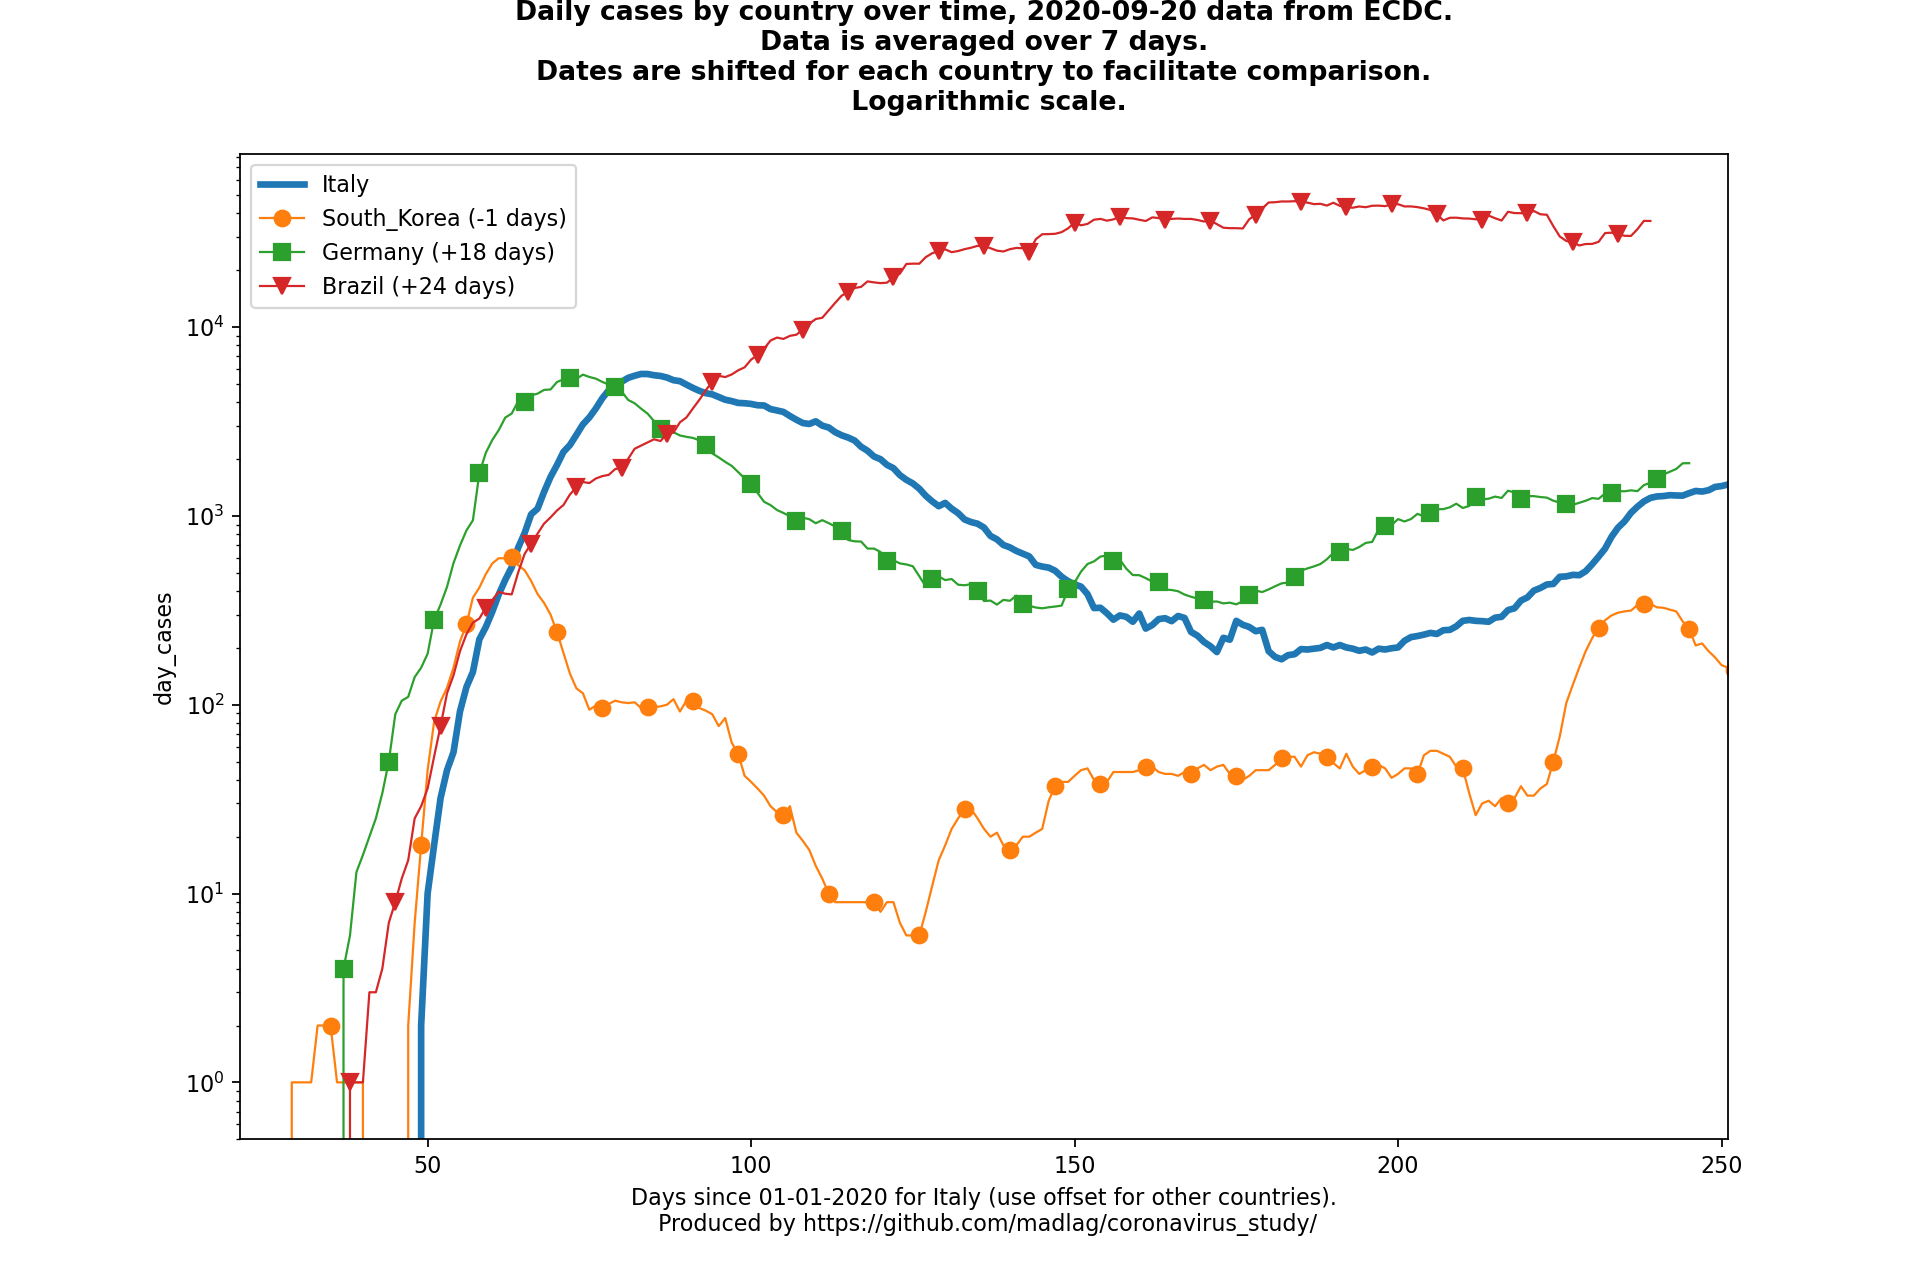 Daily cases by country over time, 2020-09-20 data from ECDC.
Data is averaged over 7 days.
Dates are shifted for each country to facilitate comparison.
Logarithmic scale.
Italy
South_Korea (-1 days)
Germany (+18 days)
Brazil (+24 days)
day_cases
10⁴
10³
10²
10¹
10⁰
50 100 150 200 250
Days since 01-01-2020 for Italy (use offset for other countries).
Produced by https://github.com/madlag/coronavirus_study/